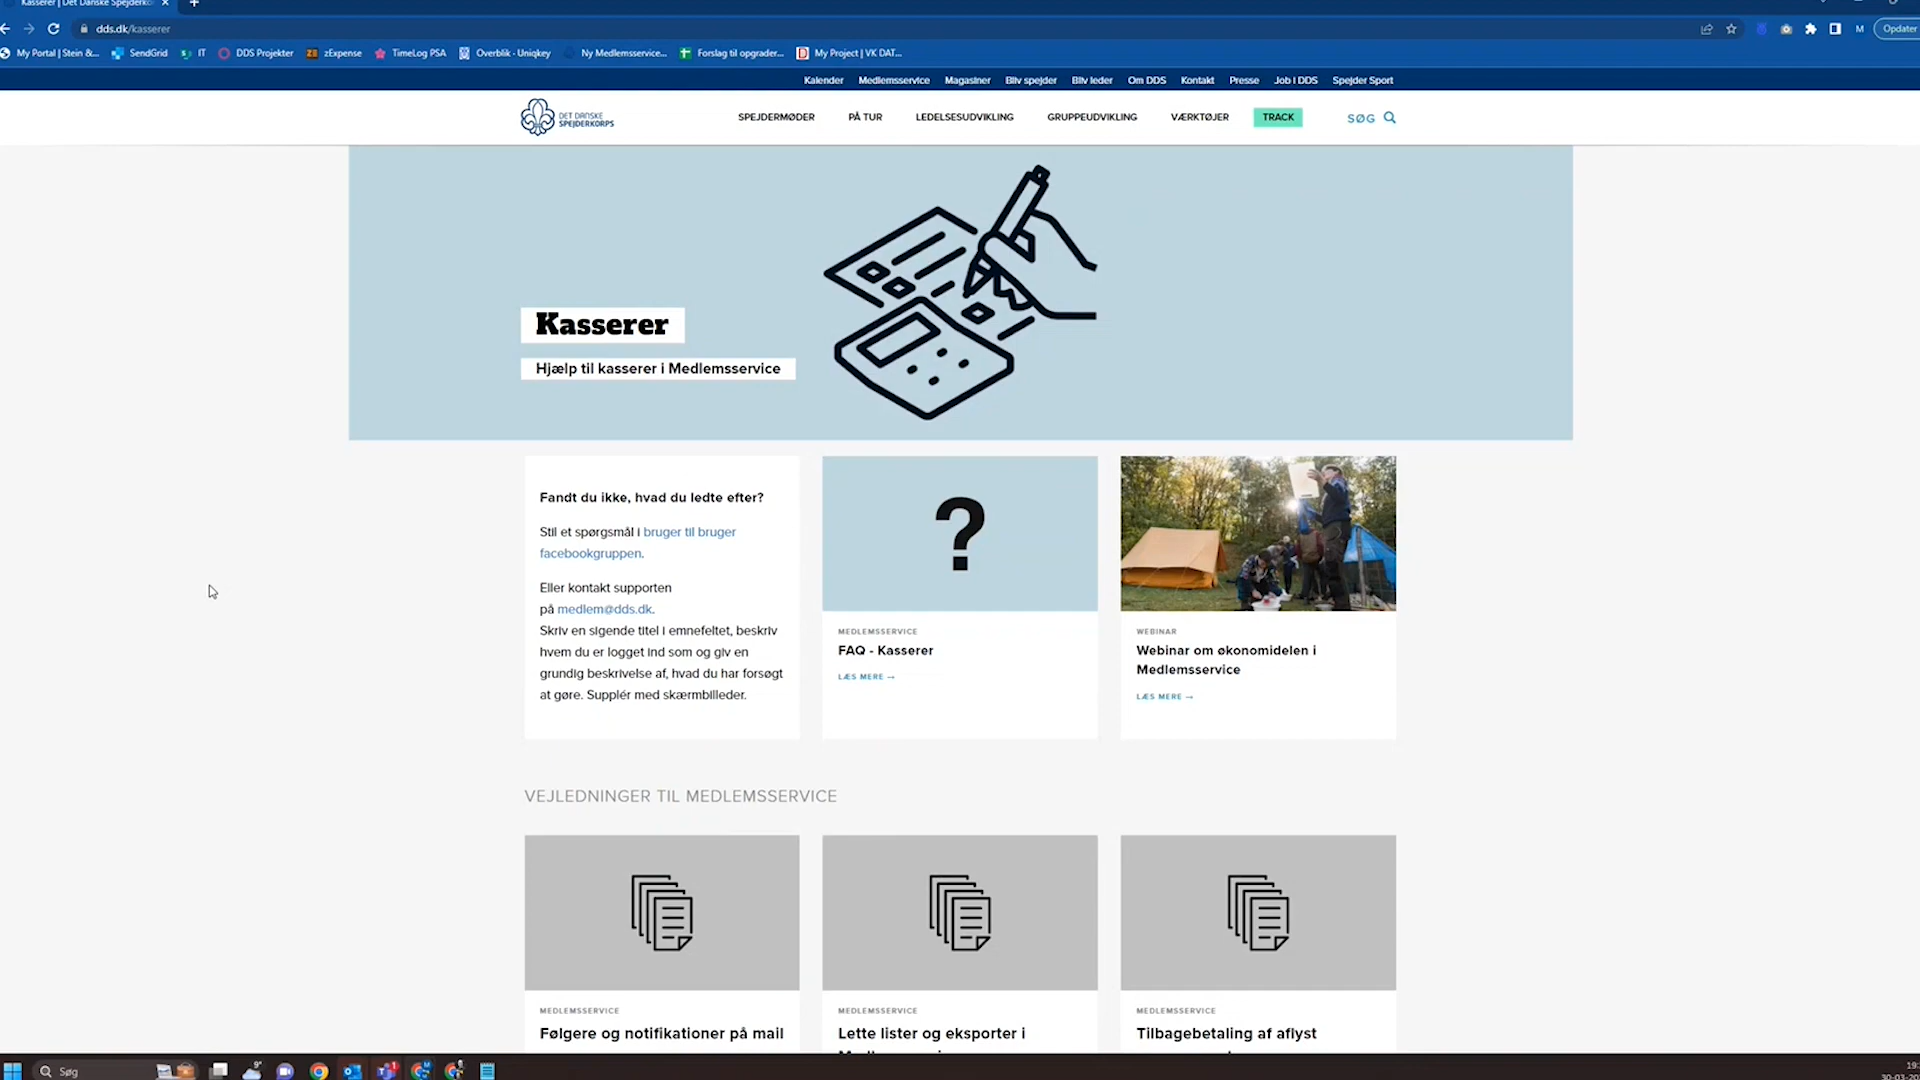 Kasserer | Det Danske Spejderko
dds.dk/kasserer
Opdater
My Portal | Stein &... SendGrid IT DDS Projekter zExpense TimeLog PSA Overblik - Uniqkey Ny Medlemsservice... Forslag til opgrader... My Project | VK DAT...
Kalender Medlemsservice Magasiner Bliv spejder Bliv leder Om DDS Kontakt Presse Job i DDS Spejder Sport
DET DANSKE
SPEJDERKORPS
SPEJDERMØDER PÅ TUR LEDELSESUDVIKLING GRUPPEUDVIKLING VÆRKTØJER TRACK SØG
Kasserer
Hjælp til kasserer i Medlemsservice
Fandt du ikke, hvad du ledte efter?
Stil et spørgsmål i bruger til bruger
facebookgruppen.
Eller kontakt supporten
på medlem@dds.dk.
Skriv en sigende titel i emnefeltet, beskriv
hvem du er logget ind som og giv en
grundig beskrivelse af, hvad du har forsøgt
at gøre. Supplér med skærmbilleder.
?
MEDLEMSSERVICE
FAQ - Kasserer
LÆS MERE →
WEBINAR
Webinar om økonomidelen i
Medlemsservice
LÆS MERE →
VEJLEDNINGER TIL MEDLEMSSERVICE
MEDLEMSSERVICE
Følgere og notifikationer på mail
MEDLEMSSERVICE
Lette lister og eksporter i
MEDLEMSSERVICE
Tilbagebetaling af aflyst
Søg
9°